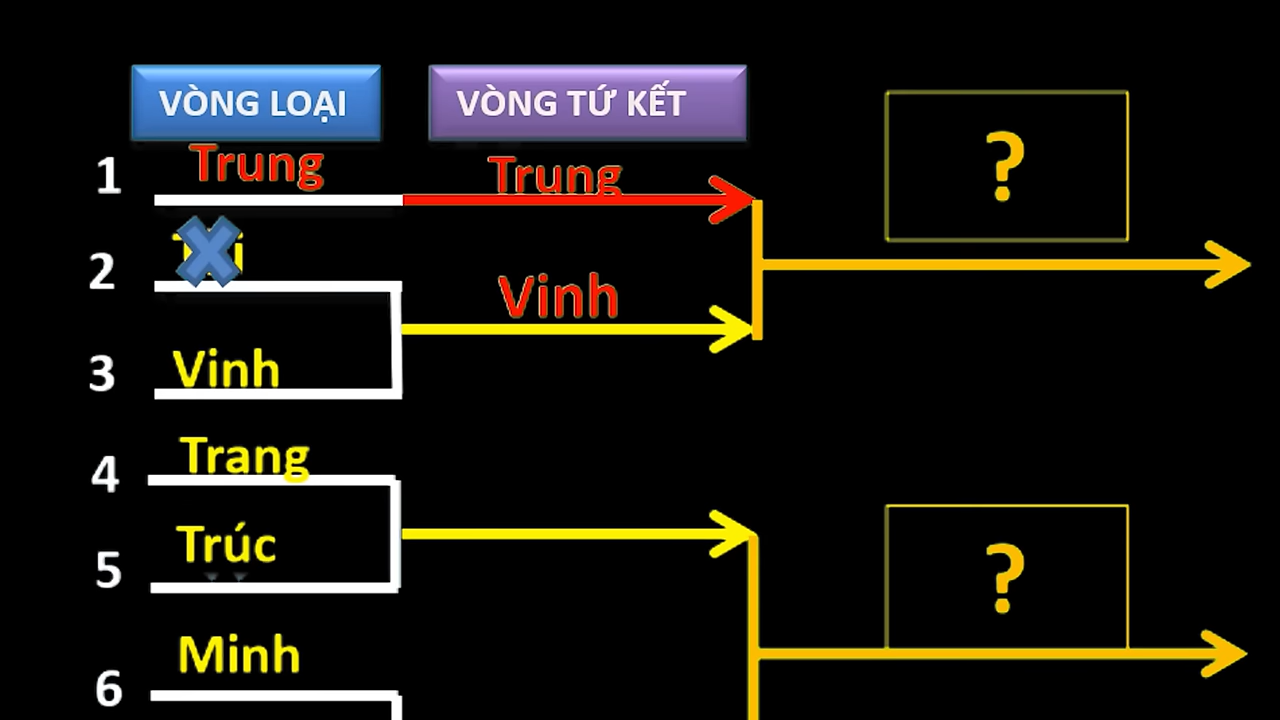 VÒNG LOẠI
VÒNG TỨ KẾT
1
Trung
Trung
?
2
Vinh
3
Vinh
4
Trang
5
Trúc
?
6
Minh